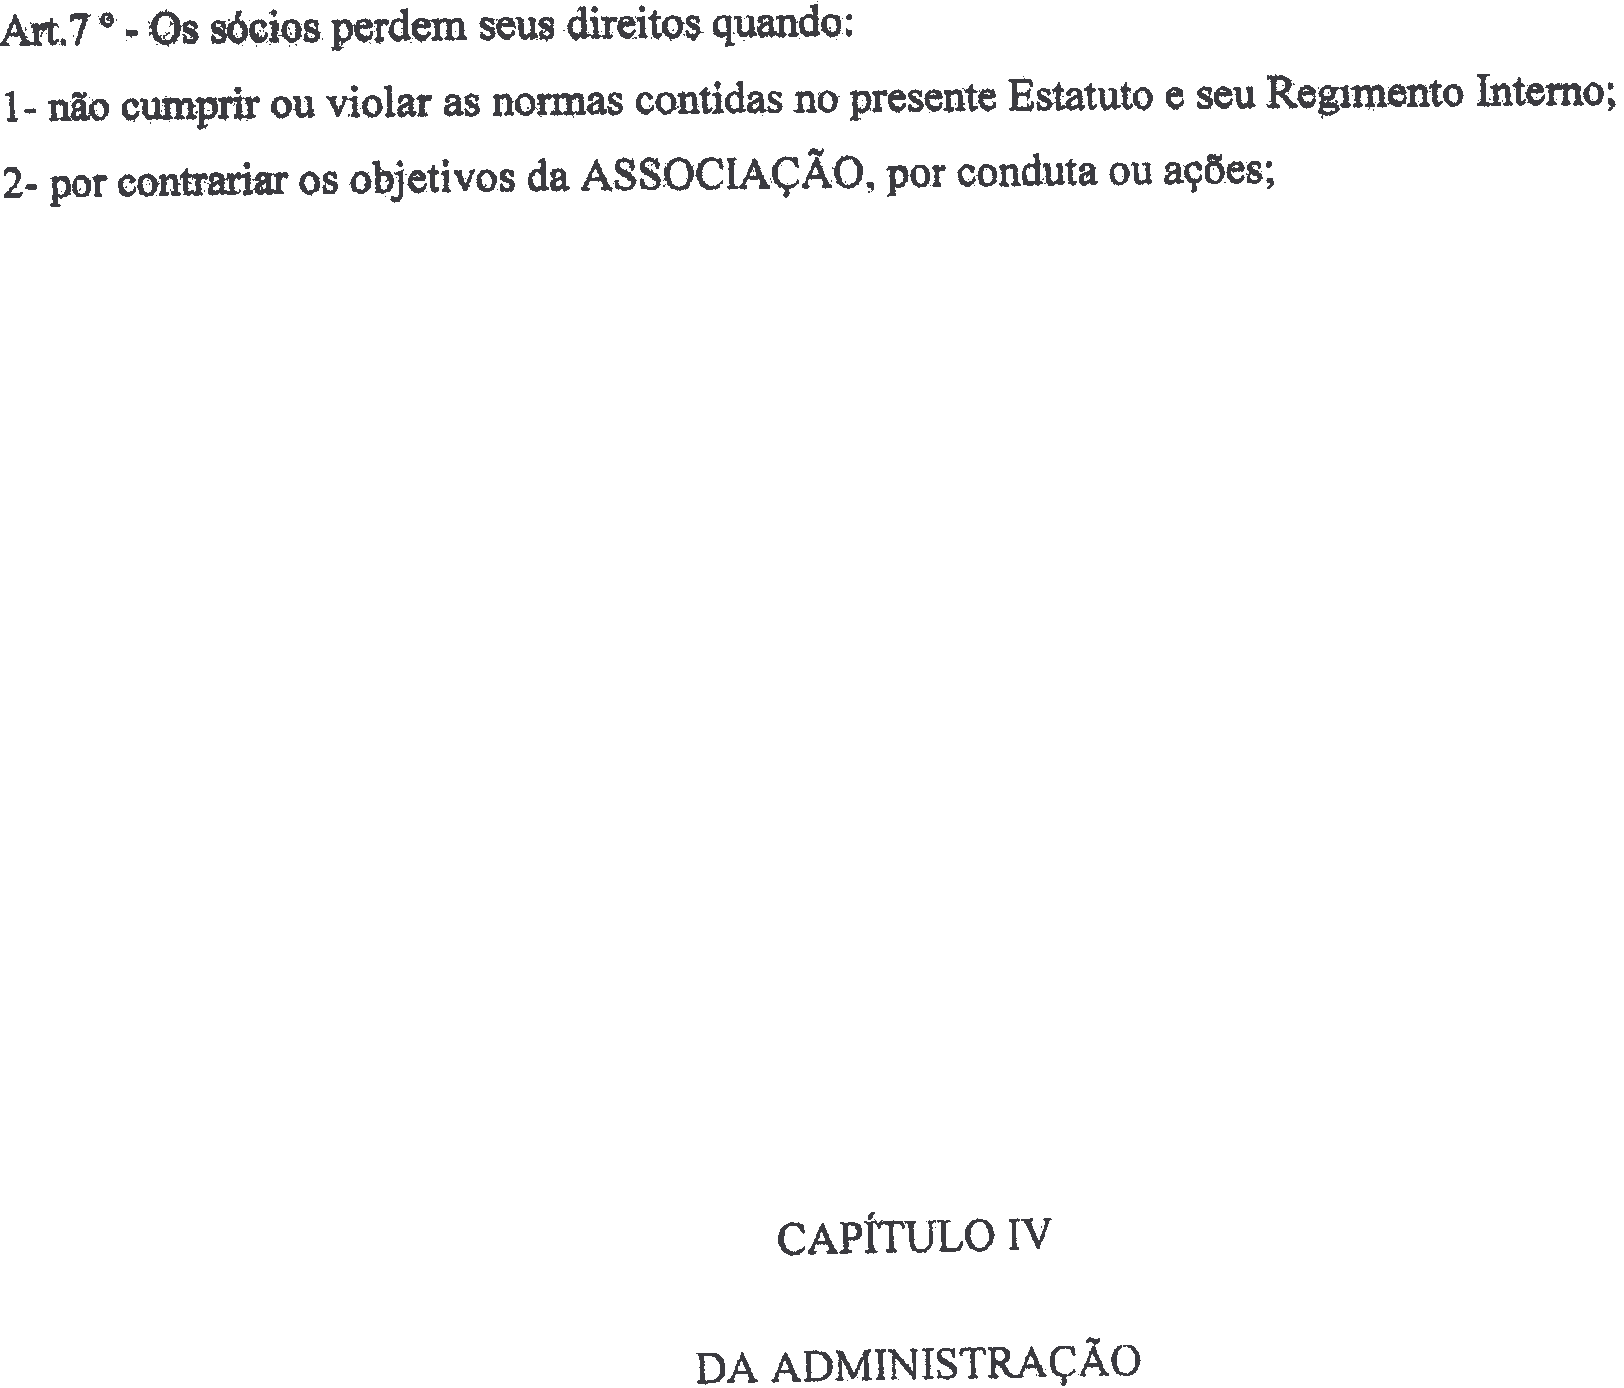 Art.7 º - Os sócios perdem seus direitos quando:
1- não cumprir ou violar as normas contidas no presente Estatuto e seu Regimento Interno;
2- por contrariar os objetivos da ASSOCIAÇÃO, por conduta ou ações;
CAPÍTULO IV
DA ADMINISTRAÇÃO